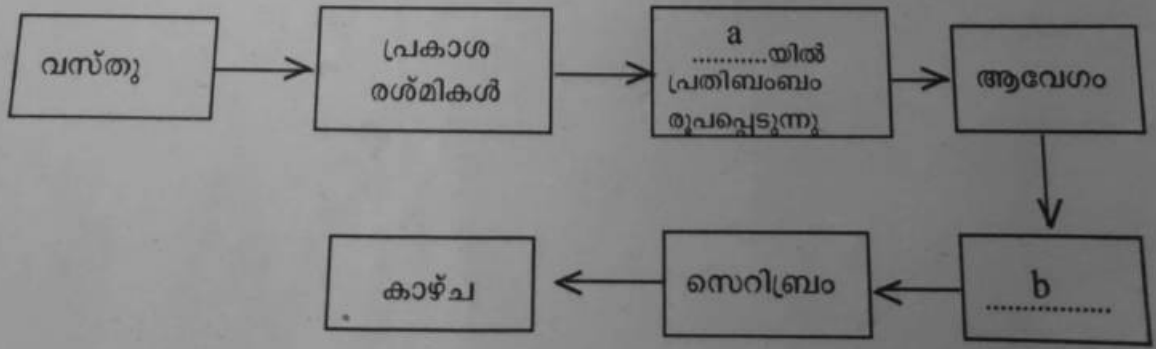 വസ്തു
പ്രകാശ
രശ്മികൾ
a
...........യിൽ
പ്രതിബംബം
രൂപപ്പെടുന്നു
ആവേഗം
b
.................
സെറിബ്രം
കാഴ്ച